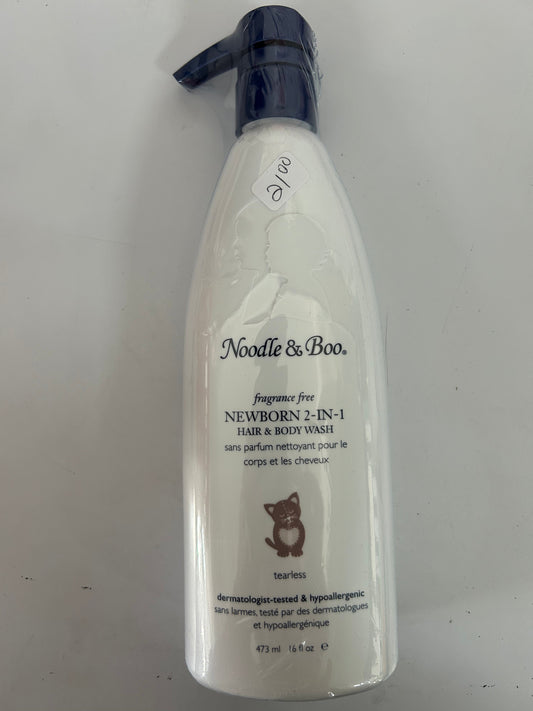 21.00
Noodle & Boo®
fragrance free
NEWBORN 2-IN-1
HAIR & BODY WASH
sans parfum nettoyant pour le
corps et les cheveux
tearless
dermatologist-tested & hypoallergenic
sans larmes, testé par des dermatologues
et hypoallergénique
473 ml 16 fl oz e